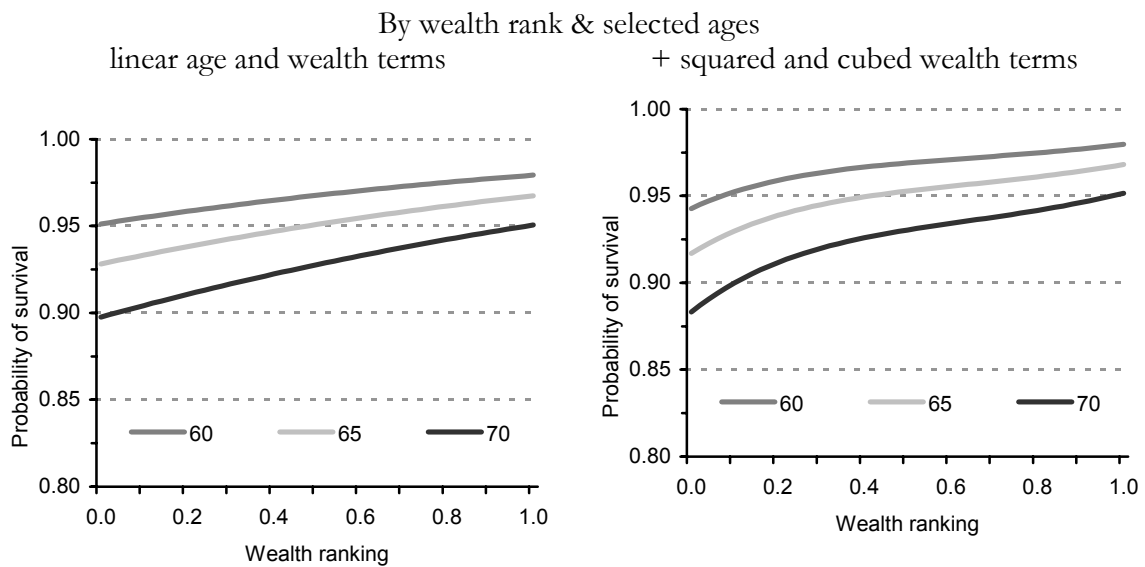 By wealth rank & selected ages
linear age and wealth terms
Probability of survival
1.00
0.95
0.90
0.85
0.80
60 65 70
0.0 0.2 0.4 0.6 0.8 1.0
Wealth ranking
+ squared and cubed wealth terms
Probability of survival
1.00
0.95
0.90
0.85
0.80
60 65 70
0.0 0.2 0.4 0.6 0.8 1.0
Wealth ranking